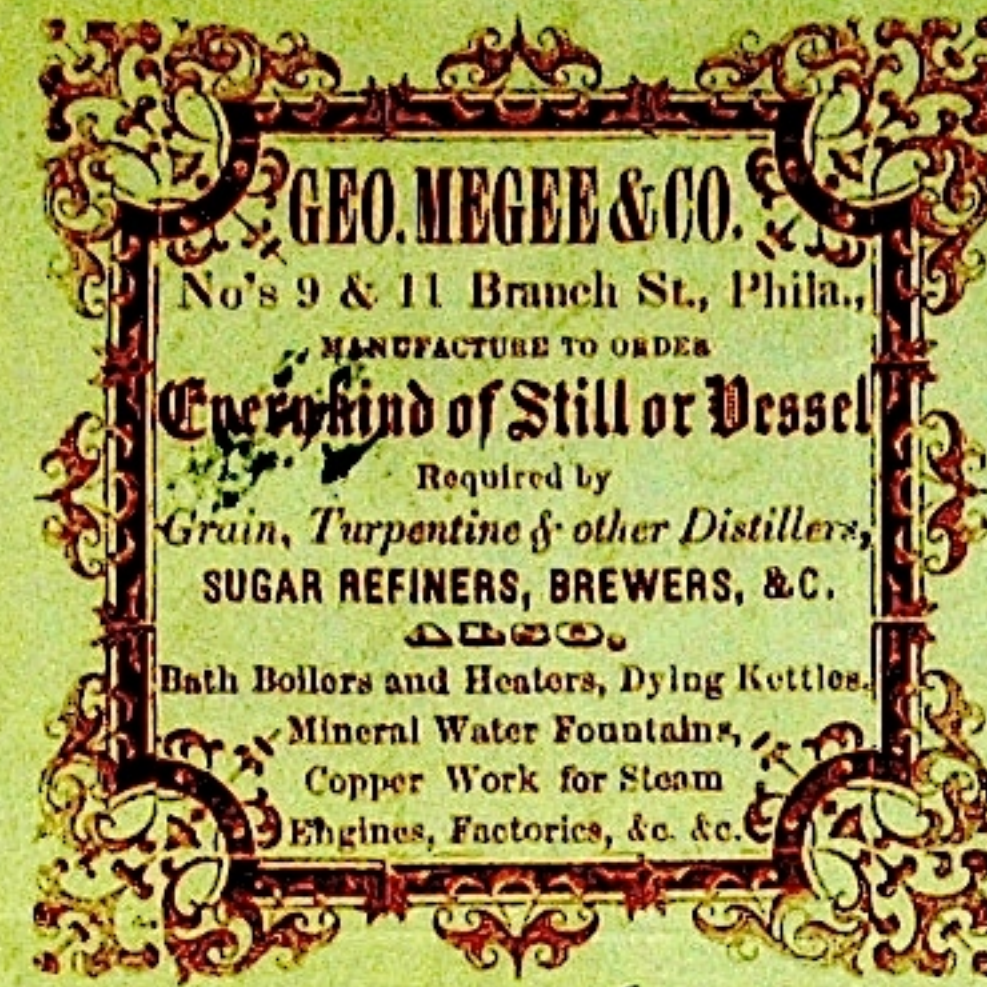 GEO. MEGEE & CO.
No's 9 & 11 Branch St., Phila.,
MANUFACTURE TO ORDER
Every kind of Still or Vessel
Required by
Grain, Turpentine & other Distillers,
SUGAR REFINERS, BREWERS, &C.
ALSO,
Bath Boilers and Heaters, Dying Kettles,
Mineral Water Fountains,
Copper Work for Steam
Engines, Factories, &c. &c.